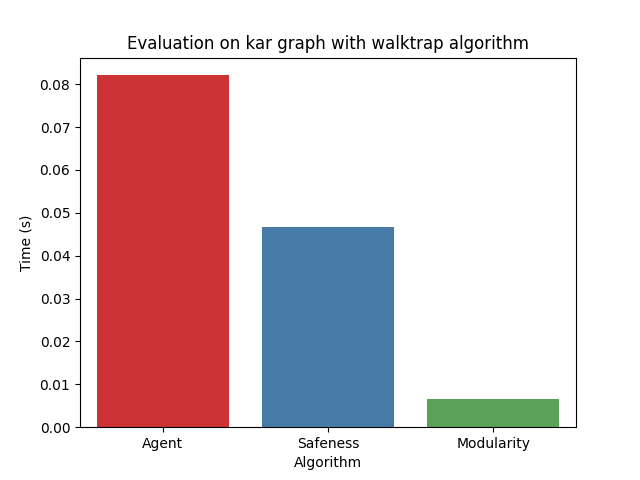 Evaluation on kar graph with walktrap algorithm
0.08
0.07
0.06
0.05
0.04
0.03
0.02
0.01
0.00
Time (s)
Agent
Safeness
Modularity
Algorithm